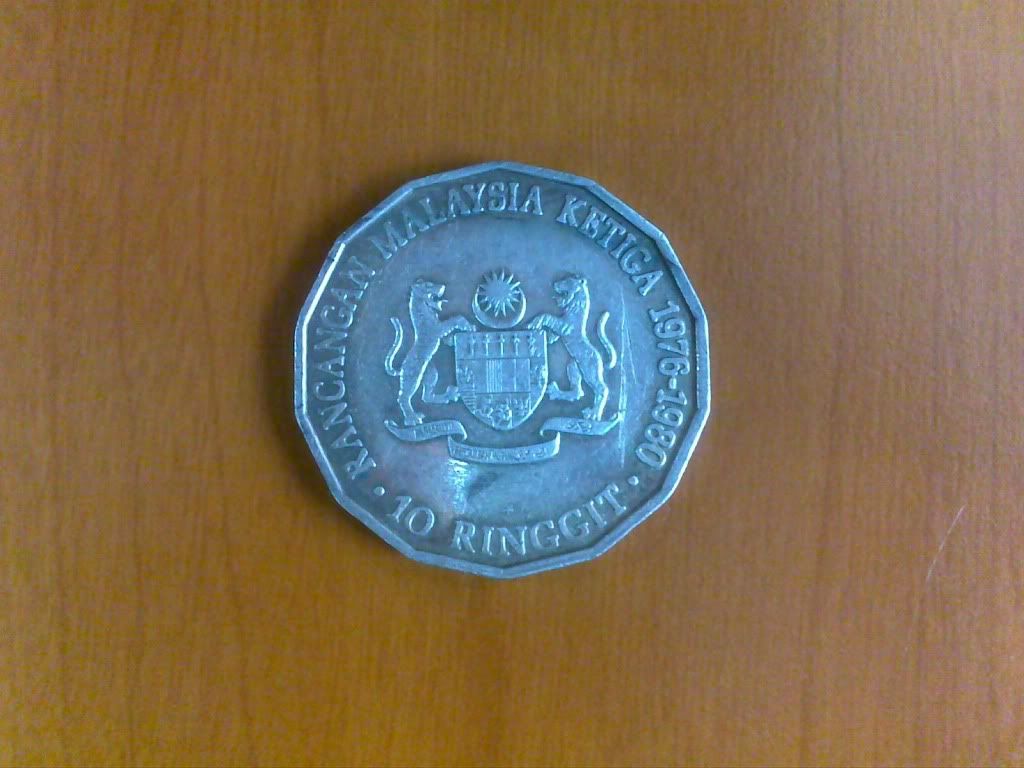 RANCANGAN MALAYSIA KETIGA 1976-1980
· 10 RINGGIT ·